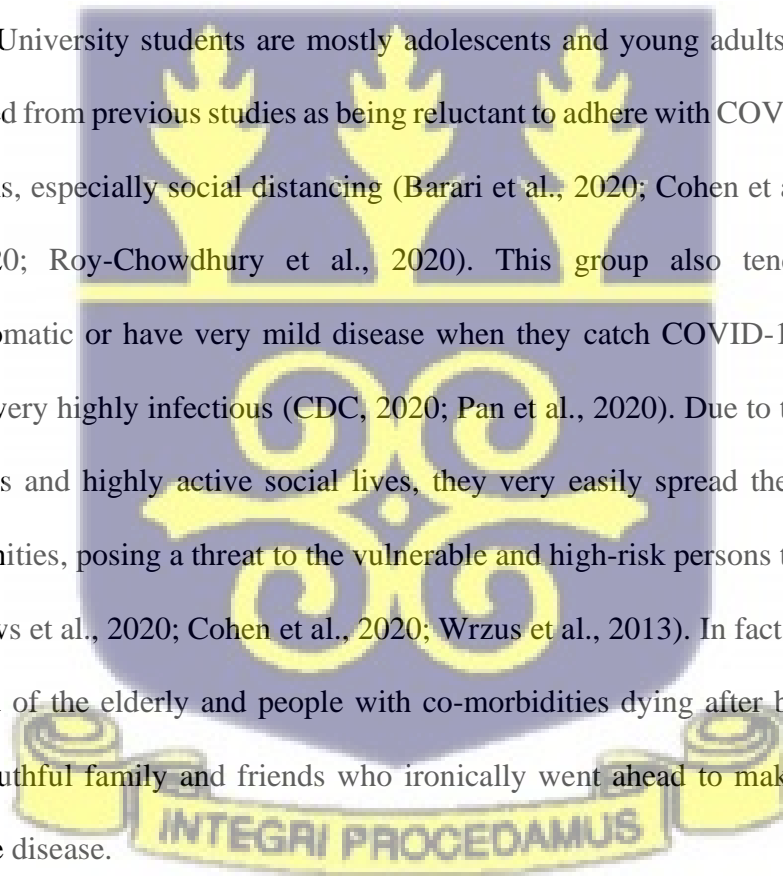 University students are mostly adolescents and young adults
ed from previous studies as being reluctant to adhere with COV
s, especially social distancing (Barari et al., 2020; Cohen et a
20; Roy-Chowdhury et al., 2020). This group also tend
omatic or have very mild disease when they catch COVID-1
very highly infectious (CDC, 2020; Pan et al., 2020). Due to t
s and highly active social lives, they very easily spread the
nities, posing a threat to the vulnerable and high-risk persons t
ws et al., 2020; Cohen et al., 2020; Wrzus et al., 2013). In fact
of the elderly and people with co-morbidities dying after b
uthful family and friends who ironically went ahead to mak
e disease.
INTEGRI PROCEDAMUS